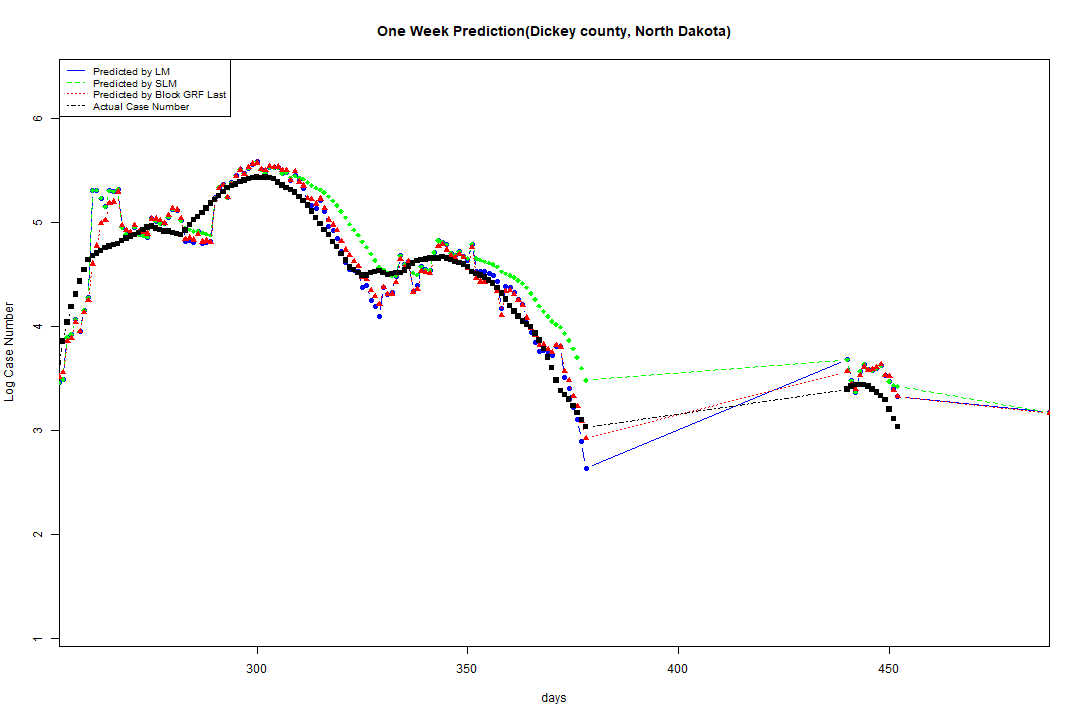 One Week Prediction(Dickey county, North Dakota)
Predicted by LM
Predicted by SLM
Predicted by Block GRF Last
Actual Case Number
Log Case Number
6
5
4
3
2
1
300
350
400
450
days